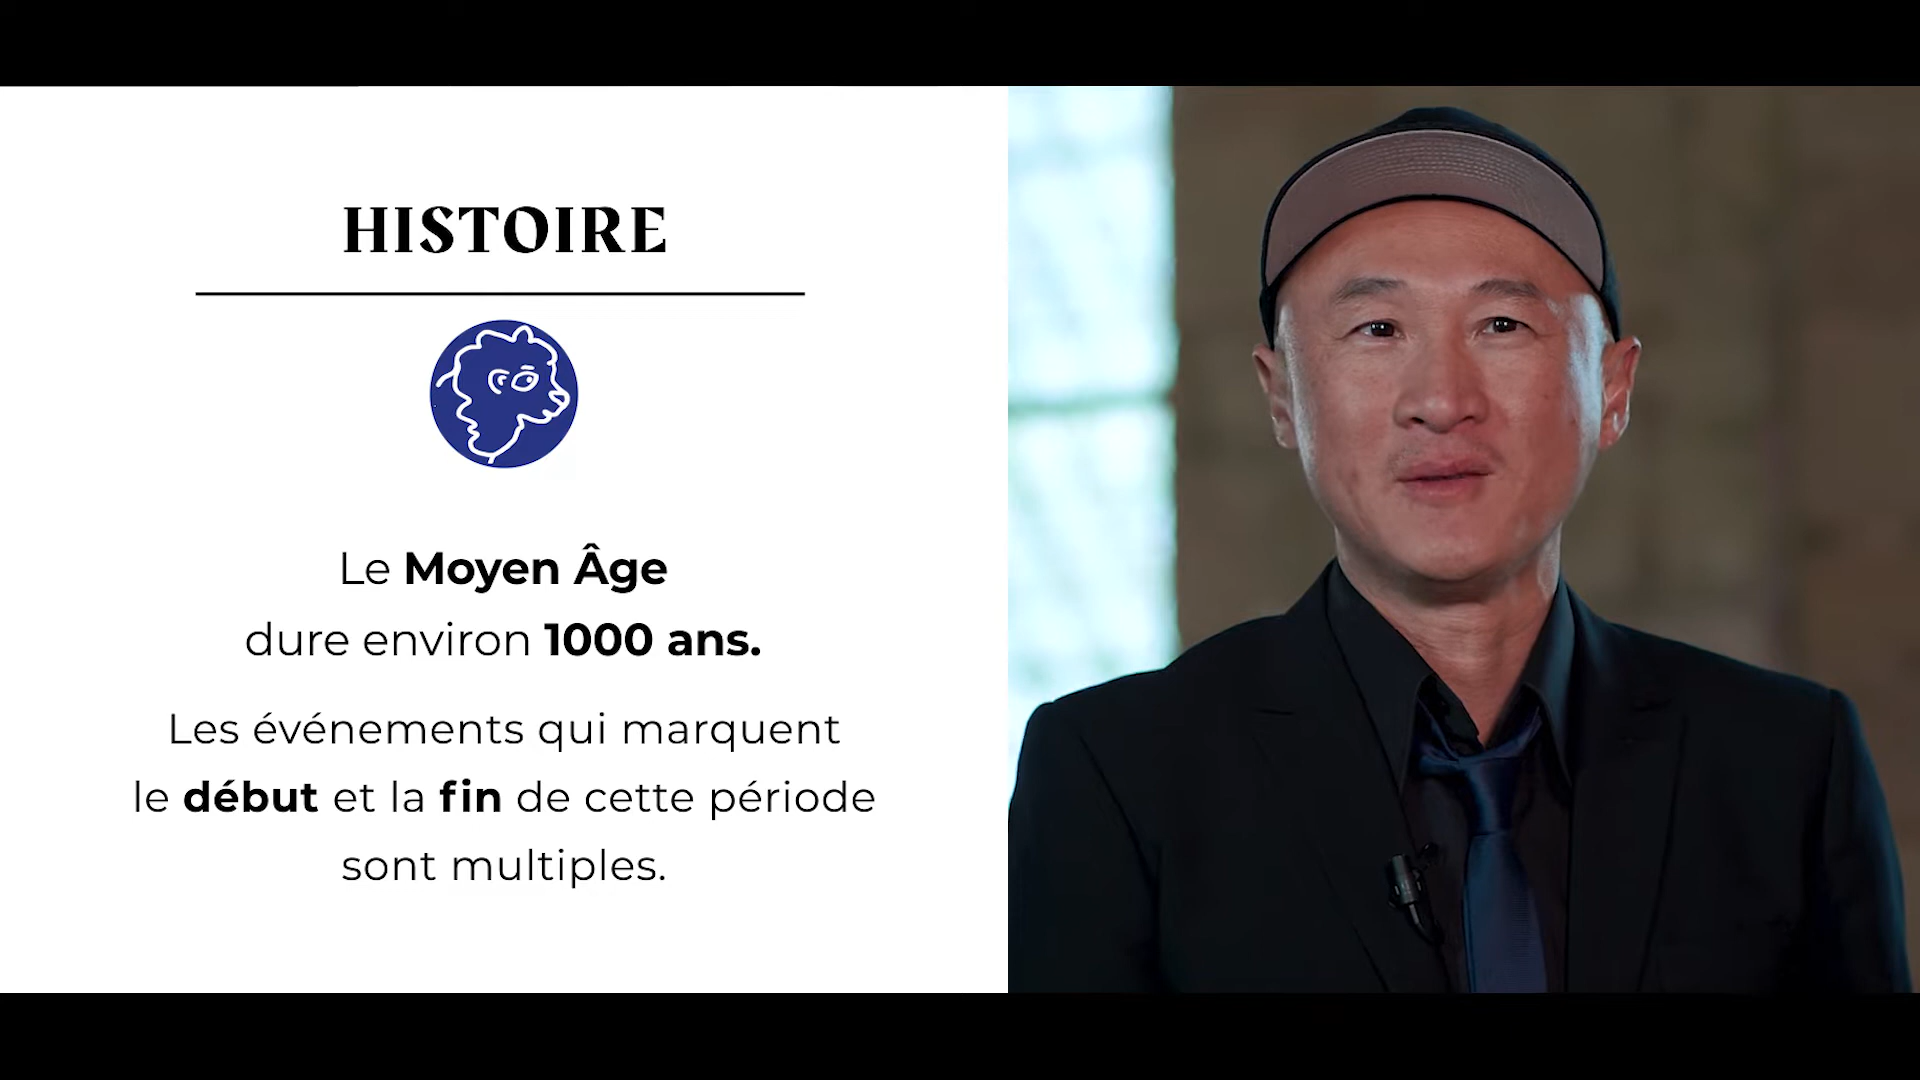 HISTOIRE
Le Moyen Âge
dure environ 1000 ans.
Les événements qui marquent
le début et la fin de cette période
sont multiples.